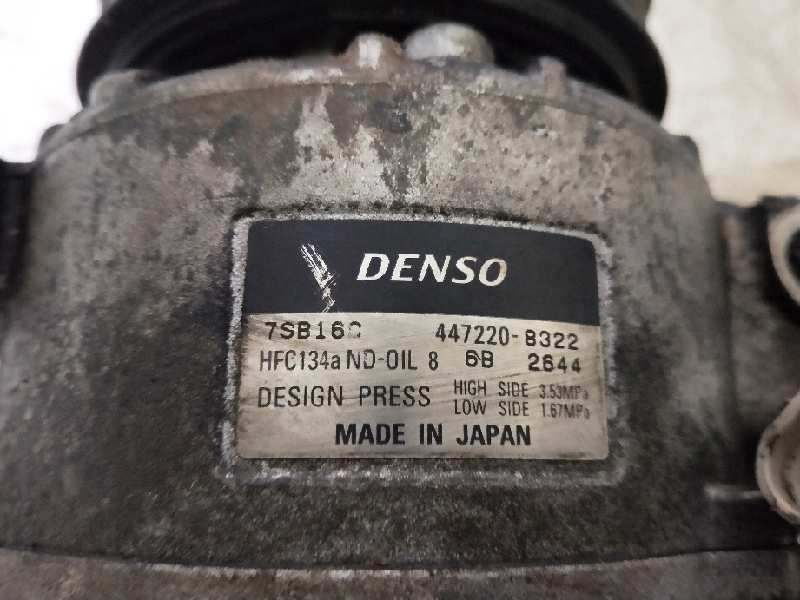 DENSO
7SB16C 447220-8322
HFC134a ND-OIL 8 6B 2644
DESIGN PRESS HIGH SIDE 3.53MPa
LOW SIDE 1.67MPa
MADE IN JAPAN